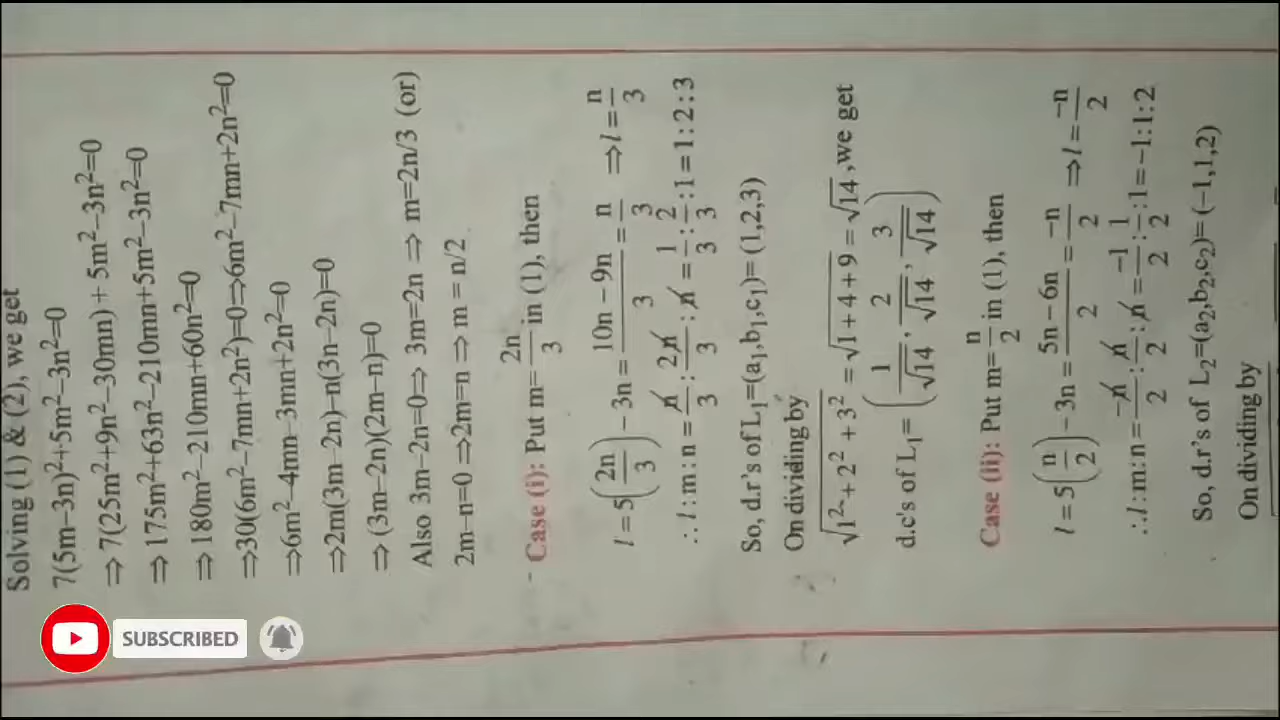 Solving (1) & (2), we get
7(5m−3n)²+5m²−3n²=0
⇒ 7(25m²+9n²−30mn) + 5m²−3n²=0
⇒ 175m²+63n²−210mn+5m²−3n²=0
⇒ 180m²−210mn+60n²=0
⇒30(6m²−7mn+2n²)=0⇒6m²−7mn+2n²=0
⇒6m²−4mn−3mn+2n²=0
⇒2m(3m−2n)−n(3n−2n)=0
⇒ (3m−2n)(2m−n)=0
Also 3m−2n=0⇒ 3m=2n ⇒ m=2n/3 (or)
2m−n=0 ⇒2m=n ⇒ m = n/2
Case (i): Put m= 2n/3 in (1), then
l = 5(2n/3) − 3n = (10n − 9n)/3 = n/3 ⇒ l = n/3
∴ l : m : n = n/3 : 2n/3 : n = 1/3 : 2/3 : 1 = 1 : 2 : 3
So, d.r's of L₁=(a₁,b₁,c₁)= (1,2,3)
On dividing by
√(1²+2²+3²) = √(1+4+9) = √14 ,we get
d.c's of L₁= (1/√14, 2/√14, 3/√14)
Case (ii): Put m= n/2 in (1), then
l = 5(n/2) − 3n = (5n − 6n)/2 = −n/2 ⇒ l = −n/2
∴ l : m : n = −n/2 : n/2 : n = −1/2 : 1/2 : 1= −1:1:2
So, d.r's of L₂=(a₂,b₂,c₂)= (−1,1,2)
On dividing by
SUBSCRIBED